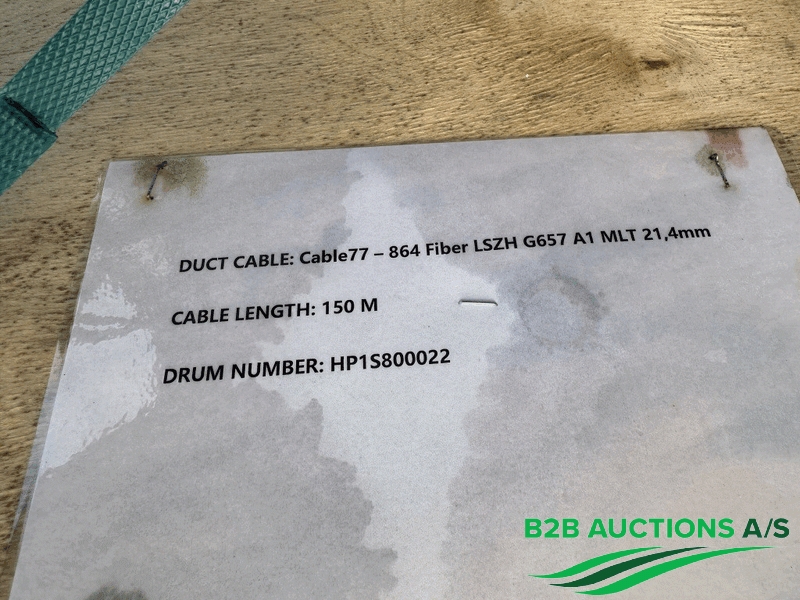 DUCT CABLE: Cable77 – 864 Fiber LSZH G657 A1 MLT 21,4mm
CABLE LENGTH: 150 M
DRUM NUMBER: HP1S800022
B2B AUCTIONS A/S